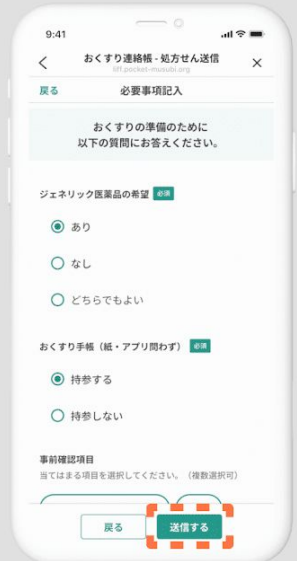 9:41
おくすり連絡帳 - 処方せん送信
liff.pocket-musubi.org
戻る
必要事項記入
おくすりの準備のために
以下の質問にお答えください。
ジェネリック医薬品の希望 必須
あり
なし
どちらでもよい
おくすり手帳（紙・アプリ問わず） 必須
持参する
持参しない
事前確認項目
当てはまる項目を選択してください。（複数選択可）
戻る
送信する